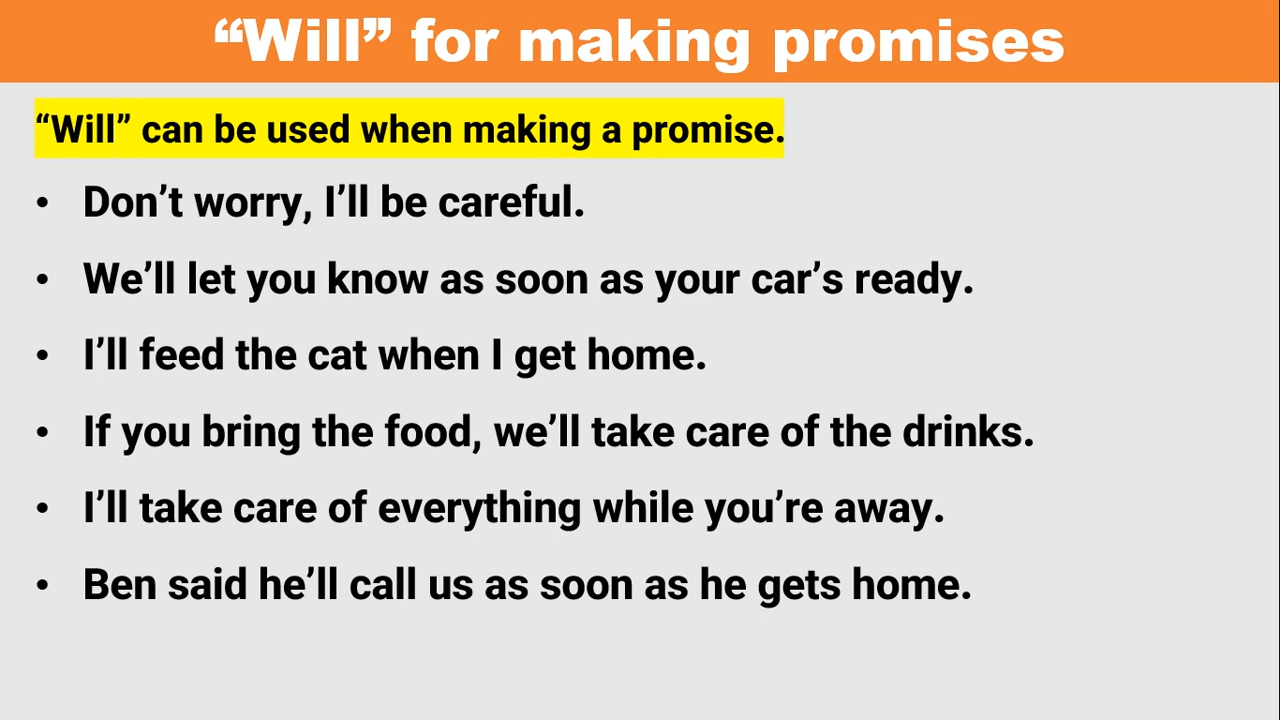 “Will” for making promises
“Will” can be used when making a promise.
• Don’t worry, I’ll be careful.
• We’ll let you know as soon as your car’s ready.
• I’ll feed the cat when I get home.
• If you bring the food, we’ll take care of the drinks.
• I’ll take care of everything while you’re away.
• Ben said he’ll call us as soon as he gets home.